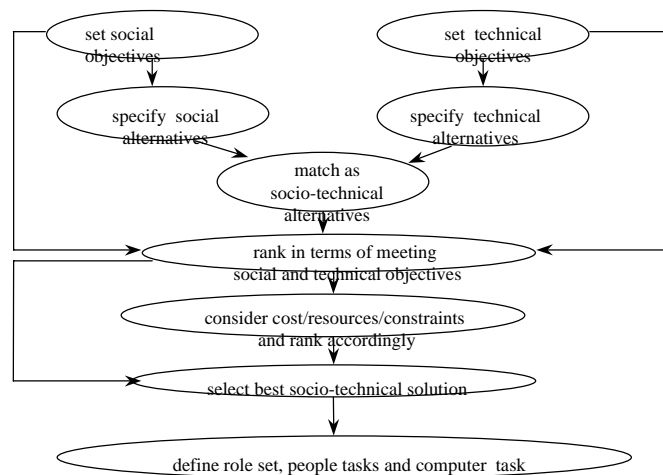 set social
objectives
set technical
objectives
specify social
alternatives
specify technical
alternatives
match as
socio-technical
alternatives
rank in terms of meeting
social and technical objectives
consider cost/resources/constraints
and rank accordingly
select best socio-technical solution
define role set, people tasks and computer task